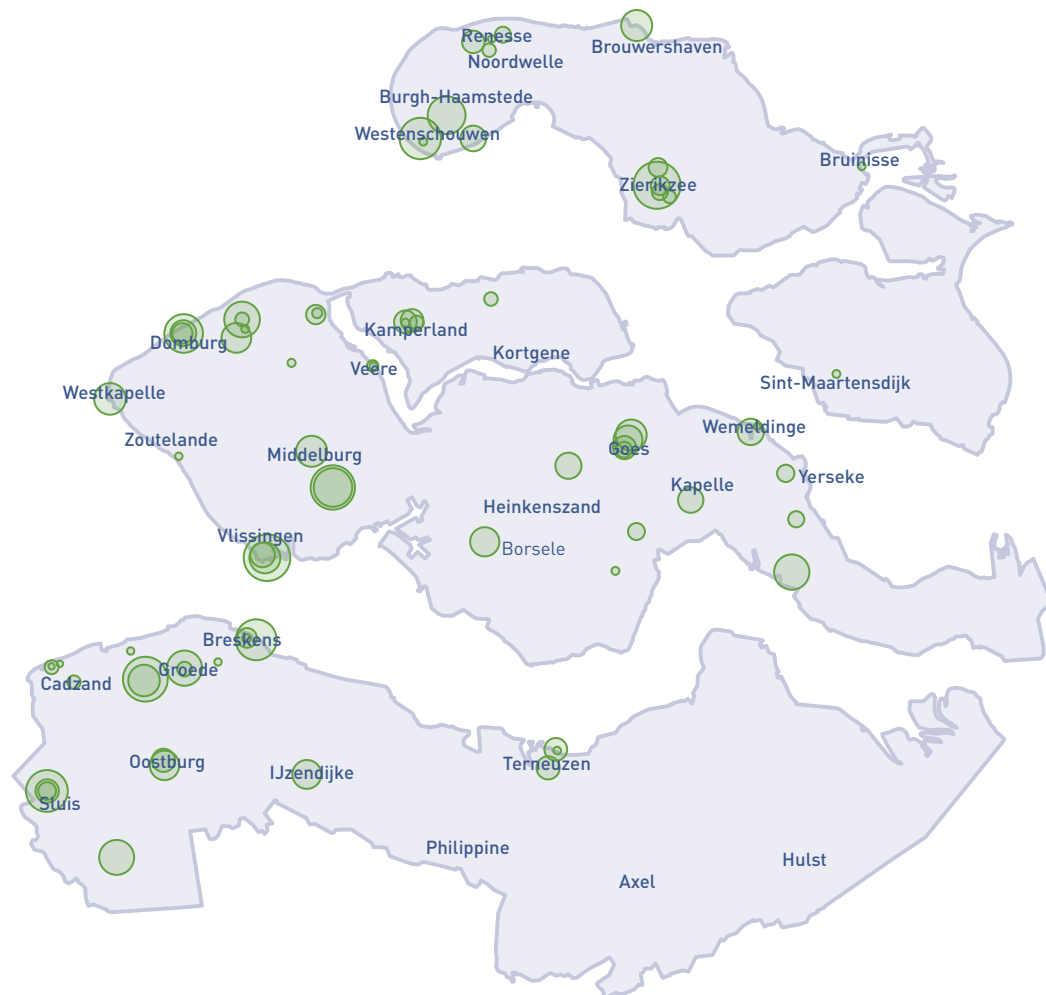 Renesse
Brouwershaven
Noordwelle
Burgh-Haamstede
Westenschouwen
Bruinisse
Zierikzee
Kamperland
Domburg
Kortgene
Veere
Sint-Maartensdijk
Westkapelle
Wemeldinge
Zoutelande
Goes
Middelburg
Yerseke
Kapelle
Heinkenszand
Vlissingen
Borsele
Breskens
Groede
Cadzand
Oostburg
Terneuzen
IJzendijke
Sluis
Philippine
Hulst
Axel